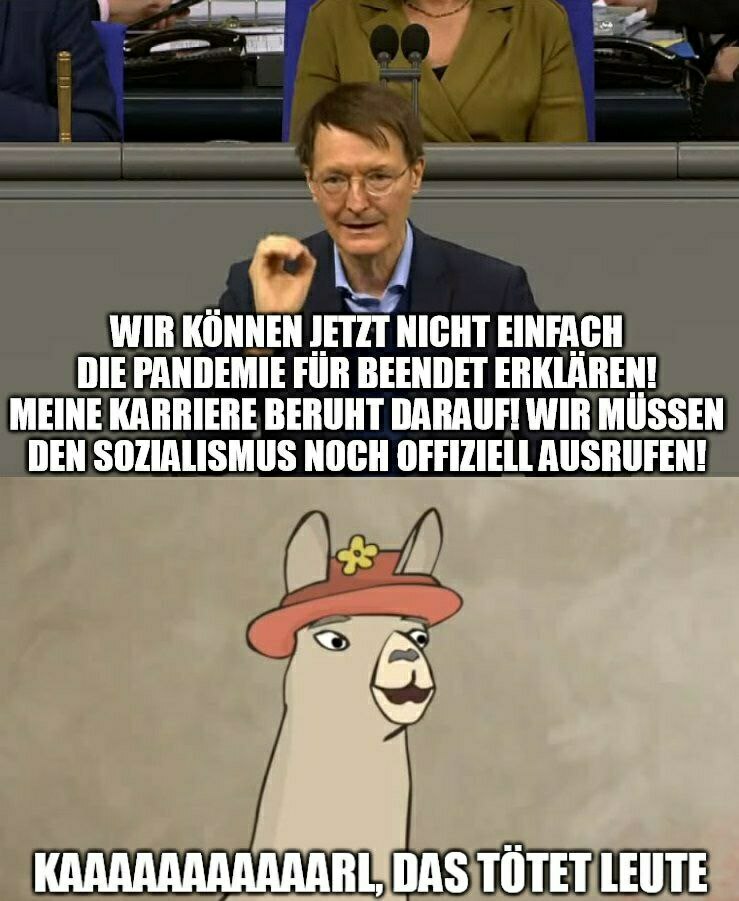 WIR KÖNNEN JETZT NICHT EINFACH
DIE PANDEMIE FÜR BEENDET ERKLÄREN!
MEINE KARRIERE BERUHT DARAUF! WIR MÜSSEN
DEN SOZIALISMUS NOCH OFFIZIELL AUSRUFEN!
KAAAAAAAAAAARL, DAS TÖTET LEUTE